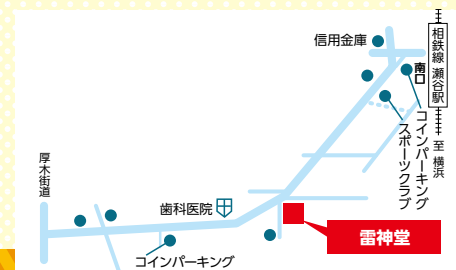 信用金庫
相鉄線 瀬谷駅
南口
至 横浜
コインパーキング
スポーツクラブ
厚木街道
歯科医院
雷神堂
コインパーキング